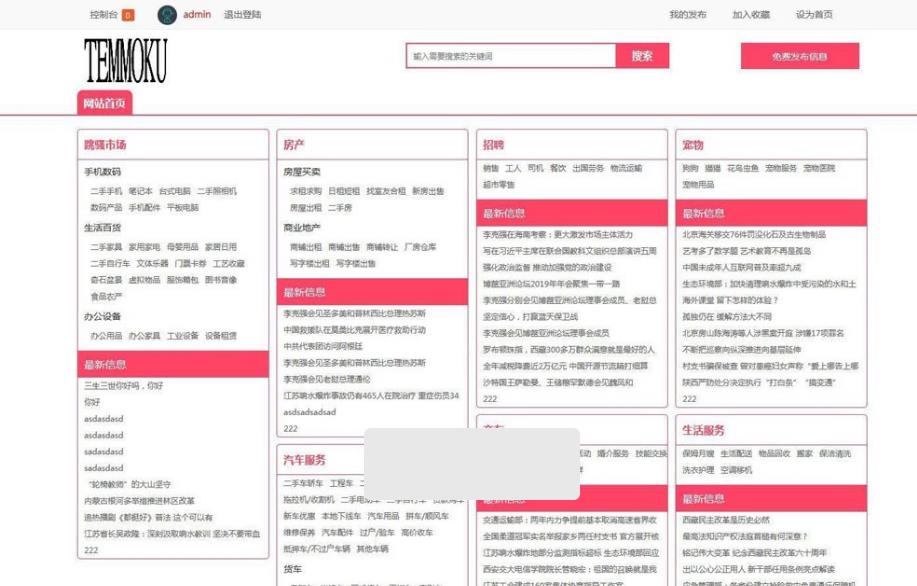 控制台 0 admin 退出登陆 我的发布 加入收藏 设为首页
TEMMOKU
输入需要搜索的关键词 搜索 免费发布信息
网站首页
跳骚市场
手机数码
二手手机 笔记本 台式电脑 二手照相机
数码产品 手机配件 平板电脑
生活百货
二手家具 家用家电 母婴用品 家居日用
二手自行车 文体乐器 门票卡券 工艺收藏
奇石盆景 虚拟物品 服饰箱包 图书音像
食品农产
办公设备
办公用品 办公家具 工业设备 设备租赁
最新信息
三生三世你好吗，你好
你好
asdasdasd
asdasdasd
sadasdasd
sadasdasd
“轮椅教师”的大山坚守
内蒙古根河多举措推进林区改革
追热播剧《都挺好》普法 这个可以有
江苏省长吴政隆：深刻汲取响水教训 坚决不要带血
222
房产
房屋买卖
求租求购 日租短租 找室友合租 新房出售
房屋出租 二手房
商业地产
商铺出租 商铺出售 商铺转让 厂房仓库
写字楼出租 写字楼出售
最新信息
李克强会见圣多美和普林西比总理热苏斯
中国救援队在莫桑比克展开医疗救助行动
中共代表团访问阿根廷
李克强会见圣多美和普林西比总理热苏斯
李克强会见老挝总理通伦
江苏响水爆炸事故仍有465人在院治疗 重症伤员34
asdsadsadsad
222
汽车服务
二手车轿车 工程车
拖拉机/收割机 二手电动车 二手自行车
新车优惠 本地下线车 汽车用品 拼车/顺风车
维修保养 汽车配件 过户/验车 高价收车
抵押车/不过户车辆 其他车辆
货车
招聘
销售 工人 司机 餐饮 出国劳务 物流运输
超市零售
最新信息
李克强在海南考察：更大激发市场主体活力
写在习近平主席在联合国教科文组织总部演讲五周
强化政治监督 推动加强党的政治建设
博鳌亚洲论坛2019年年会聚焦一带一路
李克强分别会见博鳌亚洲论坛理事会成员、老挝总
坚定信心，打赢蓝天保卫战
李克强会见博鳌亚洲论坛理事会成员
罗布顿珠指，西藏300多万群众满意就是最好的人
全年减税降费近2万亿元 中国开源节流精打细算
沙特国王萨勒曼、王储穆罕默德会见魏凤和
222
婚介服务 技能交换
最新信息
交通运输部：两年内力争提前基本取消高速省界收
全国柔道冠军实名举报家乡两任村支书 官方展开核
江苏响水爆炸地部分监测指标超标 生态环境部回应
西安交大电信学院院长管晓宏：祖国的召唤就是我
宠物
狗狗 猫猫 花鸟虫鱼 宠物服务 宠物医院
宠物用品
最新信息
北京海关移交76件罚没化石及古生物制品
艺考多了数学题 艺术教育不再是孤岛
中国未成年人互联网普及率超九成
生态环境部：加快清理响水爆炸中受污染的水和土
海外课堂 留下怎样的体验？
孤独仍在 缓解方法大不同
北京房山陈海涛等人涉黑案开庭 涉嫌17项罪名
不断把巡察向纵深推进向基层延伸
村支书骗保被查 曾对患癌妇女声称“爱上哪告上哪
陕西严防处分决定执行“打白条”“搞变通”
222
生活服务
保姆月嫂 生活配送 物品回收 搬家 保洁清洗
洗衣护理 空调移机
最新信息
西藏民主改革是历史必然
最高法知识产权法庭首槌有何深意？
铭记伟大变革 纪念西藏民主改革六十周年
出以公心公正用人 新干部任用条例亮点解读